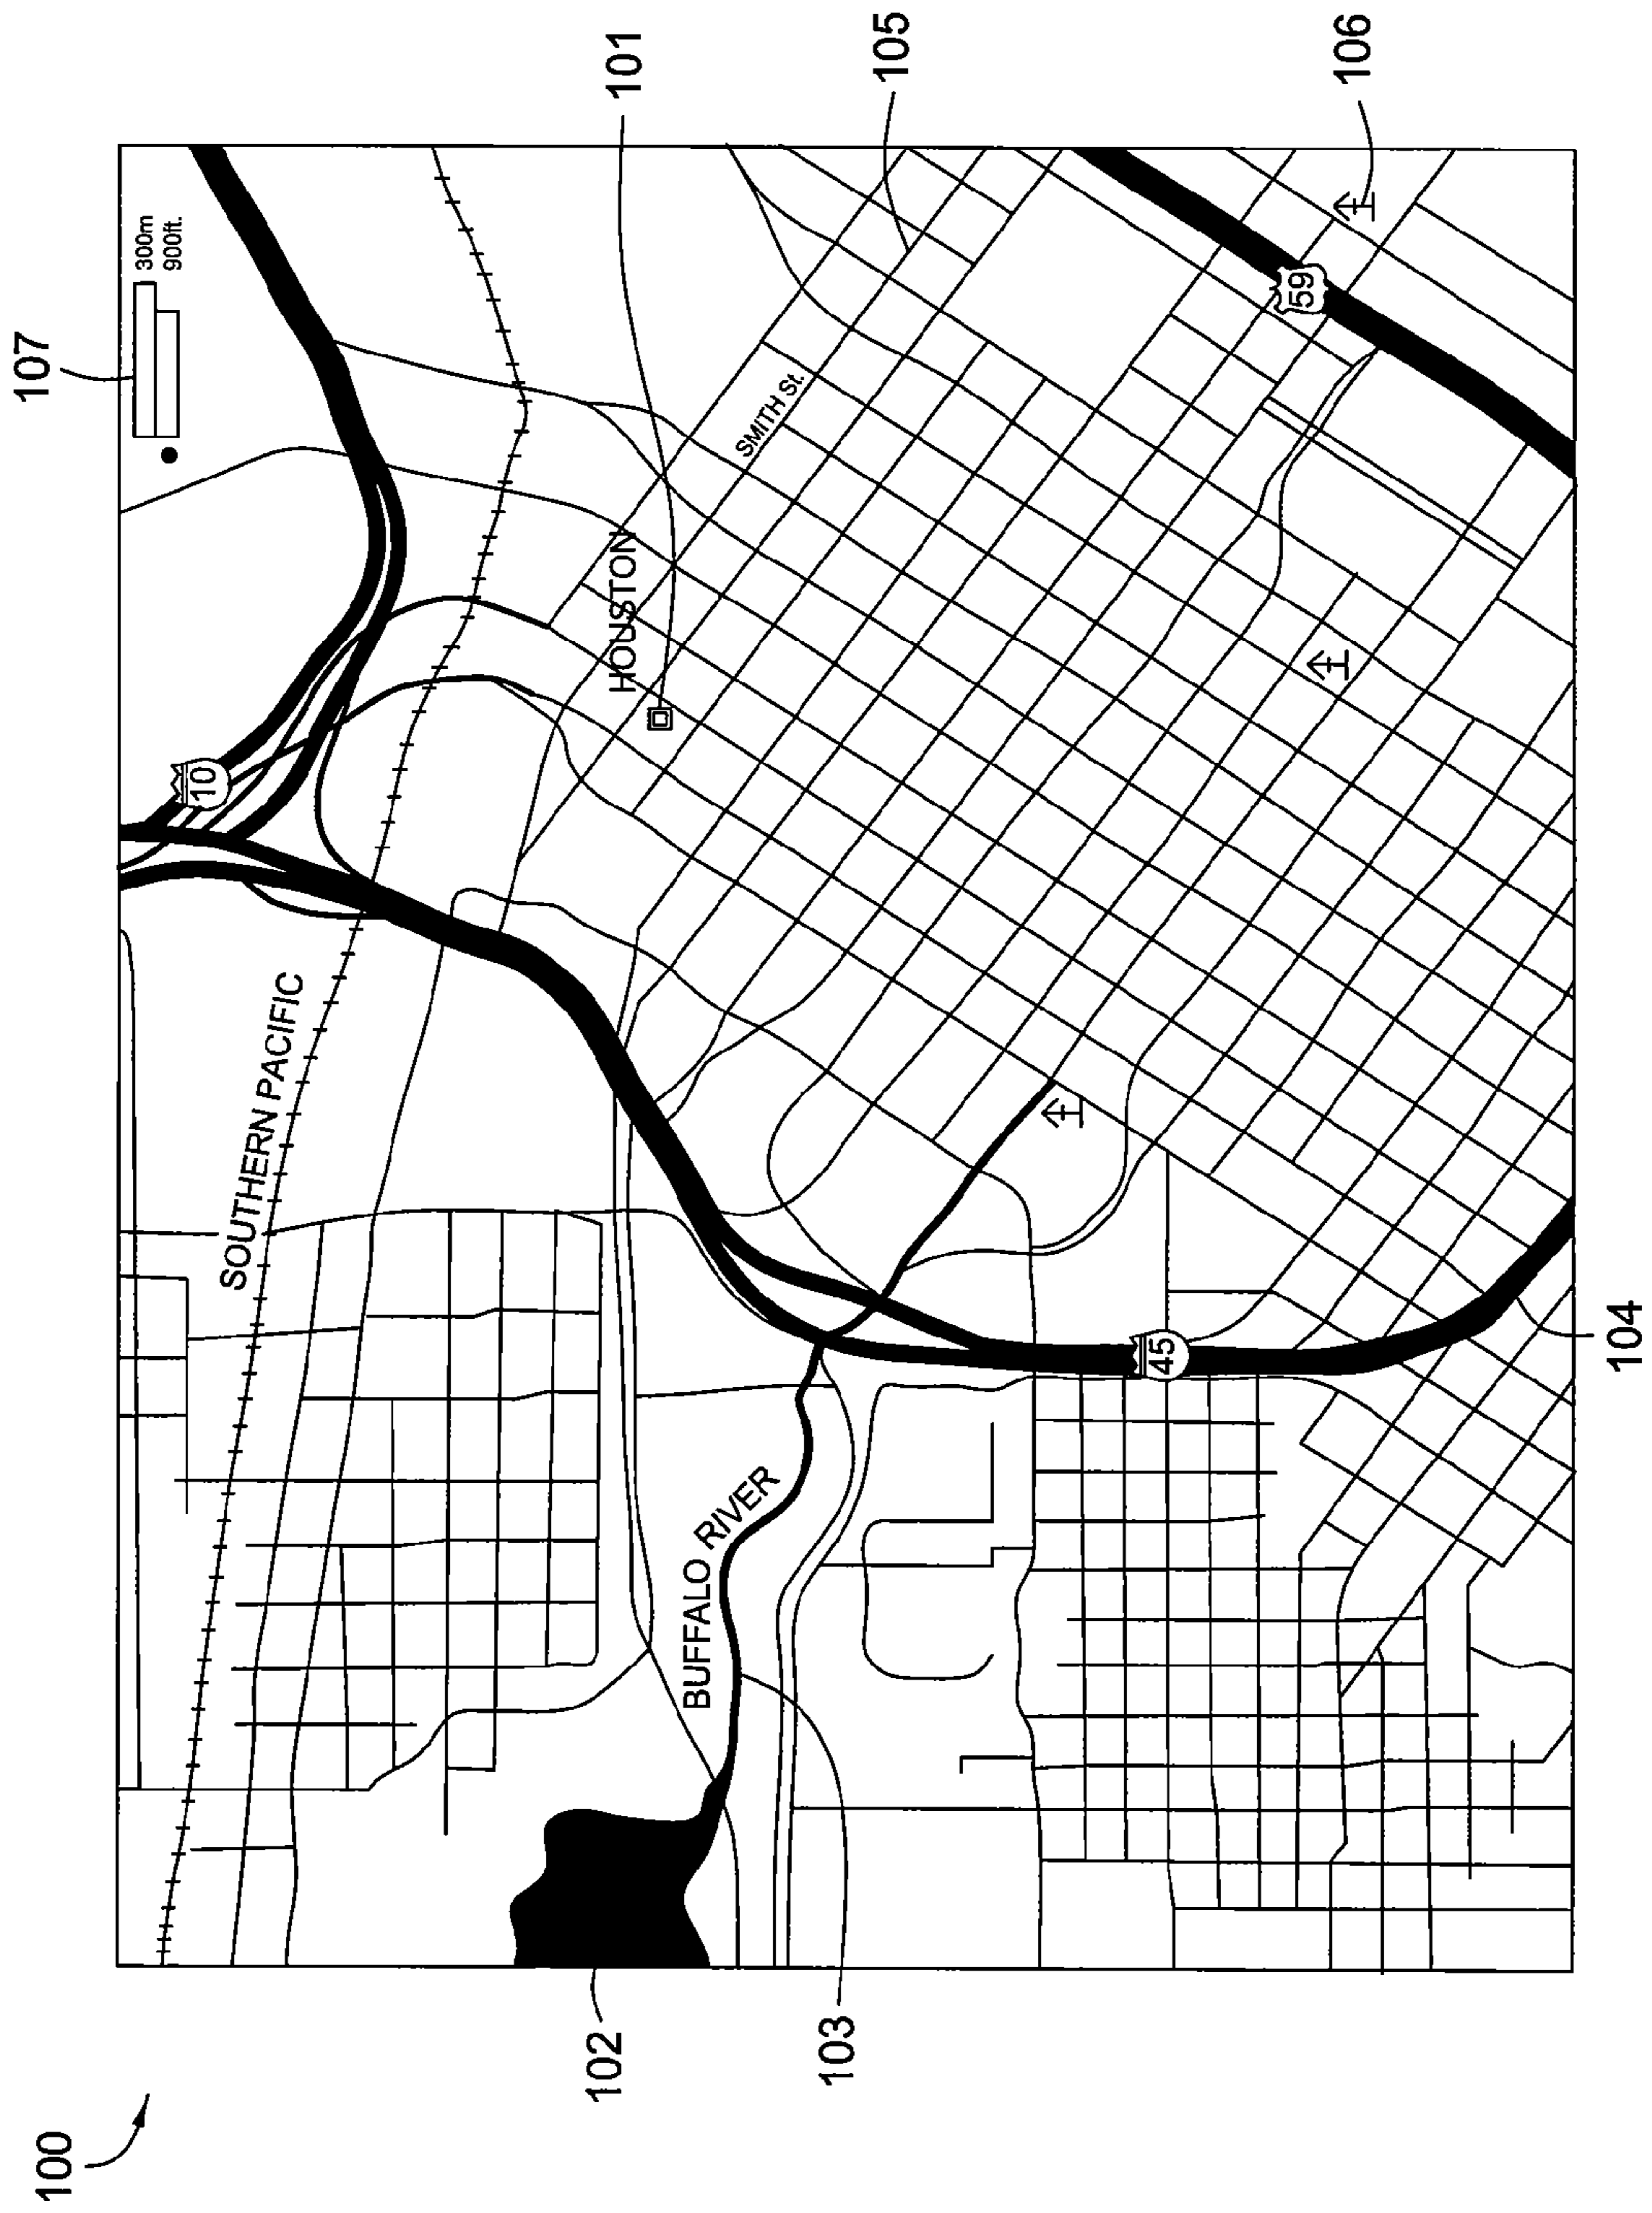 100
102
103
SOUTHERN PACIFIC
BUFFALO RIVER
45
104
10
HOUSTON
SMITH St.
59
107
300m
900ft.
101
105
106